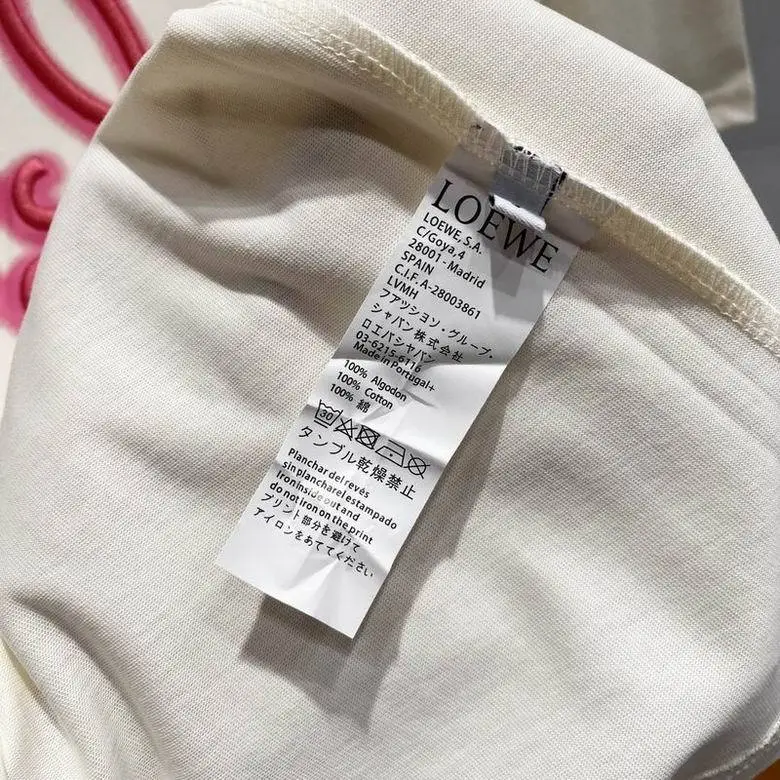 LOEWE
LOEWE, S.A.
C/Goya, 4
28001 - Madrid
SPAIN
C.I.F. A-28003861
LVMH
ファッション・グループ・
ジャパン株式会社
ロエベジャパン
03-6215-6116
Made in Portugal+
100% Algodon
100% Cotton
100% 綿
30
タンブル乾燥禁止
Planchar del revés
sin planchar el estampado
Iron inside out and
do not iron on the print
プリント部分を避けて
アイロンをあててください